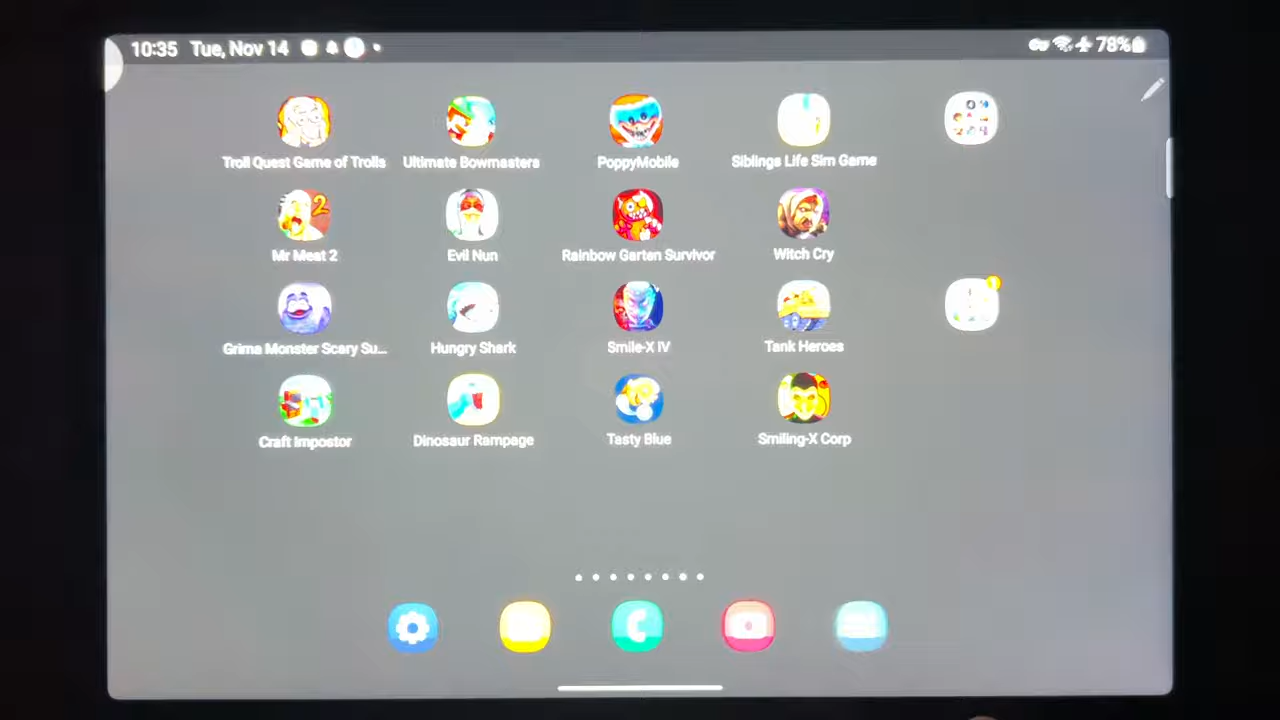 10:35 Tue, Nov 14 78%
Troll Quest Game of Trolls Ultimate Bowmasters PoppyMobile Siblings Life Sim Game
2
Mr Meat 2 Evil Nun Rainbow Garten Survivor Witch Cry
Grima Monster Scary Su... Hungry Shark Smile-X IV Tank Heroes
Craft Impostor Dinosaur Rampage Tasty Blue Smiling-X Corp